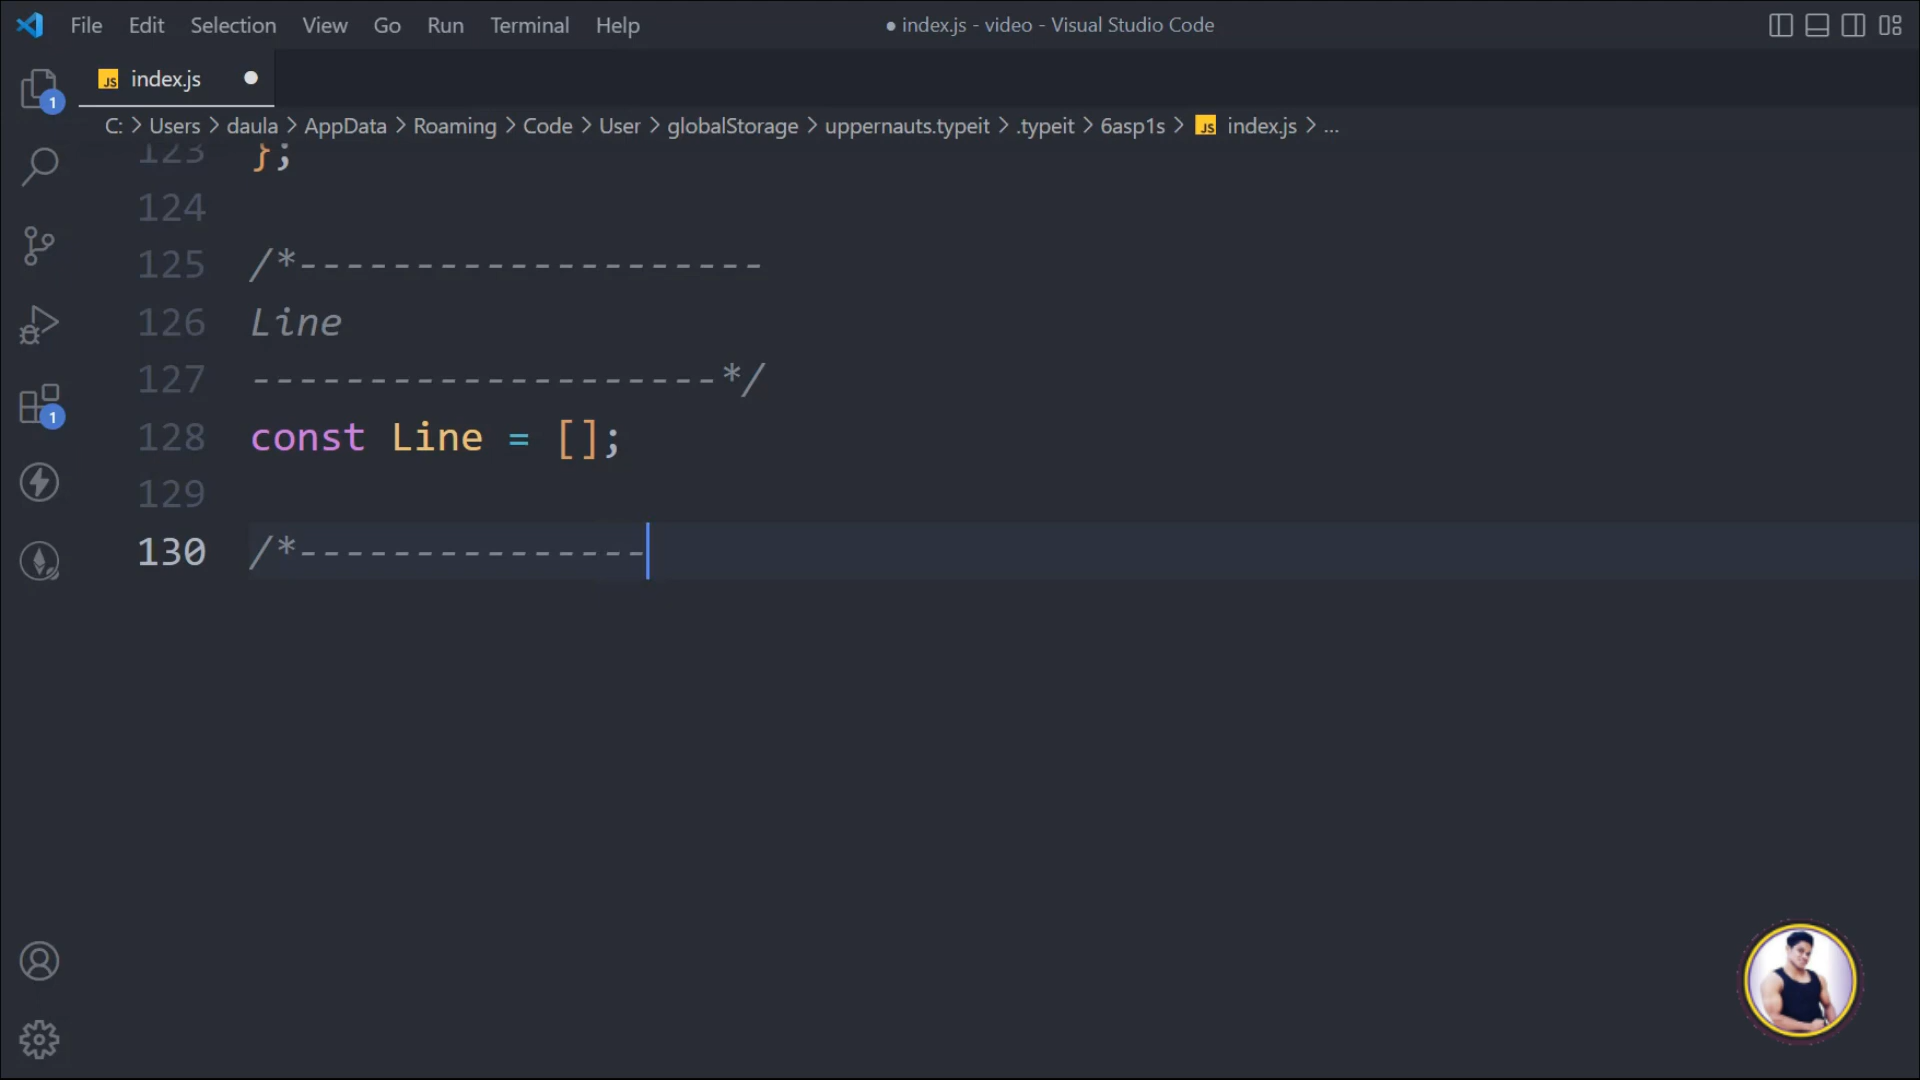 File Edit Selection View Go Run Terminal Help ● index.js - video - Visual Studio Code
JS index.js ●
C: > Users > daula > AppData > Roaming > Code > User > globalStorage > uppernauts.typeit > .typeit > 6asp1s > JS index.js > ...
123 };
124
125 /*--------------------
126 Line
127 --------------------*/
128 const Line = [];
129
130 /*---------------
1
1